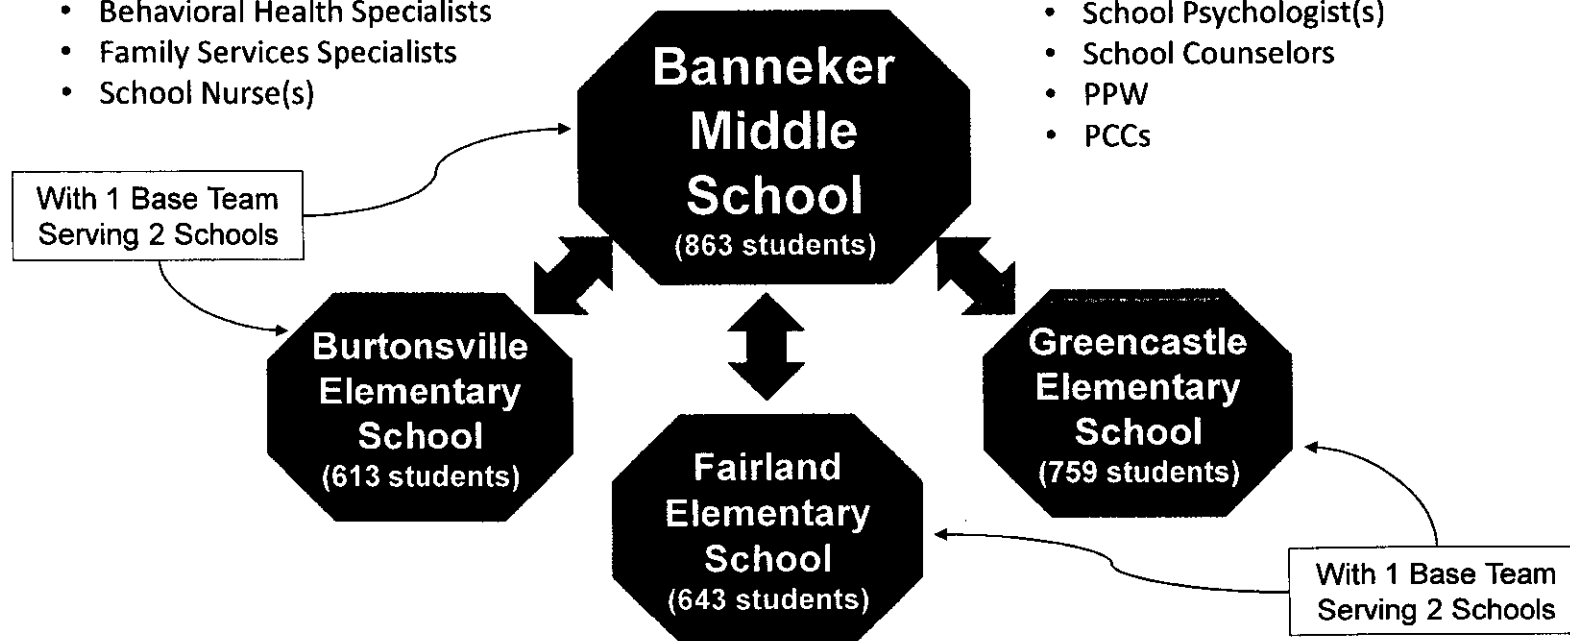 • Behavioral Health Specialists
• Family Services Specialists
• School Nurse(s)
• School Psychologist(s)
• School Counselors
• PPW
• PCCs
Banneker
Middle
School
(863 students)
With 1 Base Team
Serving 2 Schools
Burtonsville
Elementary
School
(613 students)
Fairland
Elementary
School
(643 students)
Greencastle
Elementary
School
(759 students)
With 1 Base Team
Serving 2 Schools